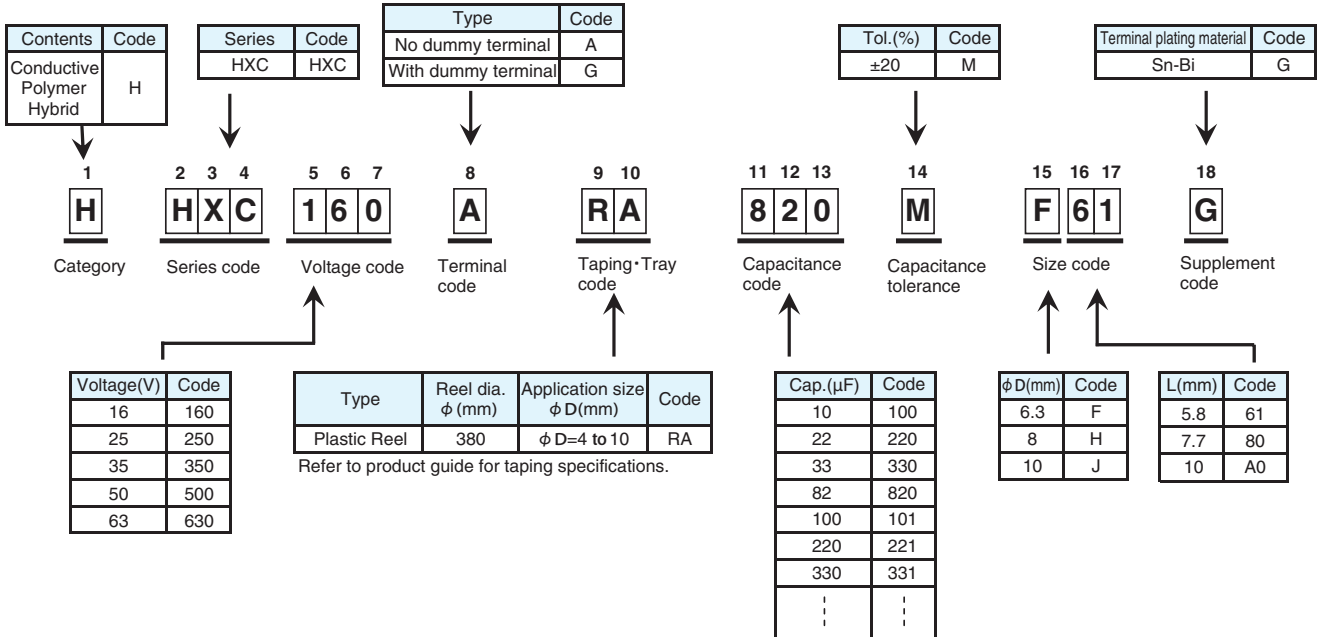 Contents Code
Conductive Polymer Hybrid H
Series Code
HXC HXC
Type Code
No dummy terminal A
With dummy terminal G
Tol.(%) Code
±20 M
Terminal plating material Code
Sn-Bi G
1 2 3 4 5 6 7 8 9 10 11 12 13 14 15 16 17 18
H H X C 1 6 0 A R A 8 2 0 M F 6 1 G
Category
Series code
Voltage code
Terminal
code
Taping・Tray
code
Capacitance
code
Capacitance
tolerance
Size code
Supplement
code
Voltage(V) Code
16 160
25 250
35 350
50 500
63 630
Type Reel dia. φ (mm) Application size φ D(mm) Code
Plastic Reel 380 φ D=4 to 10 RA
Refer to product guide for taping specifications.
Cap.(µF) Code
10 100
22 220
33 330
82 820
100 101
220 221
330 331
φ D(mm) Code
6.3 F
8 H
10 J
L(mm) Code
5.8 61
7.7 80
10 A0